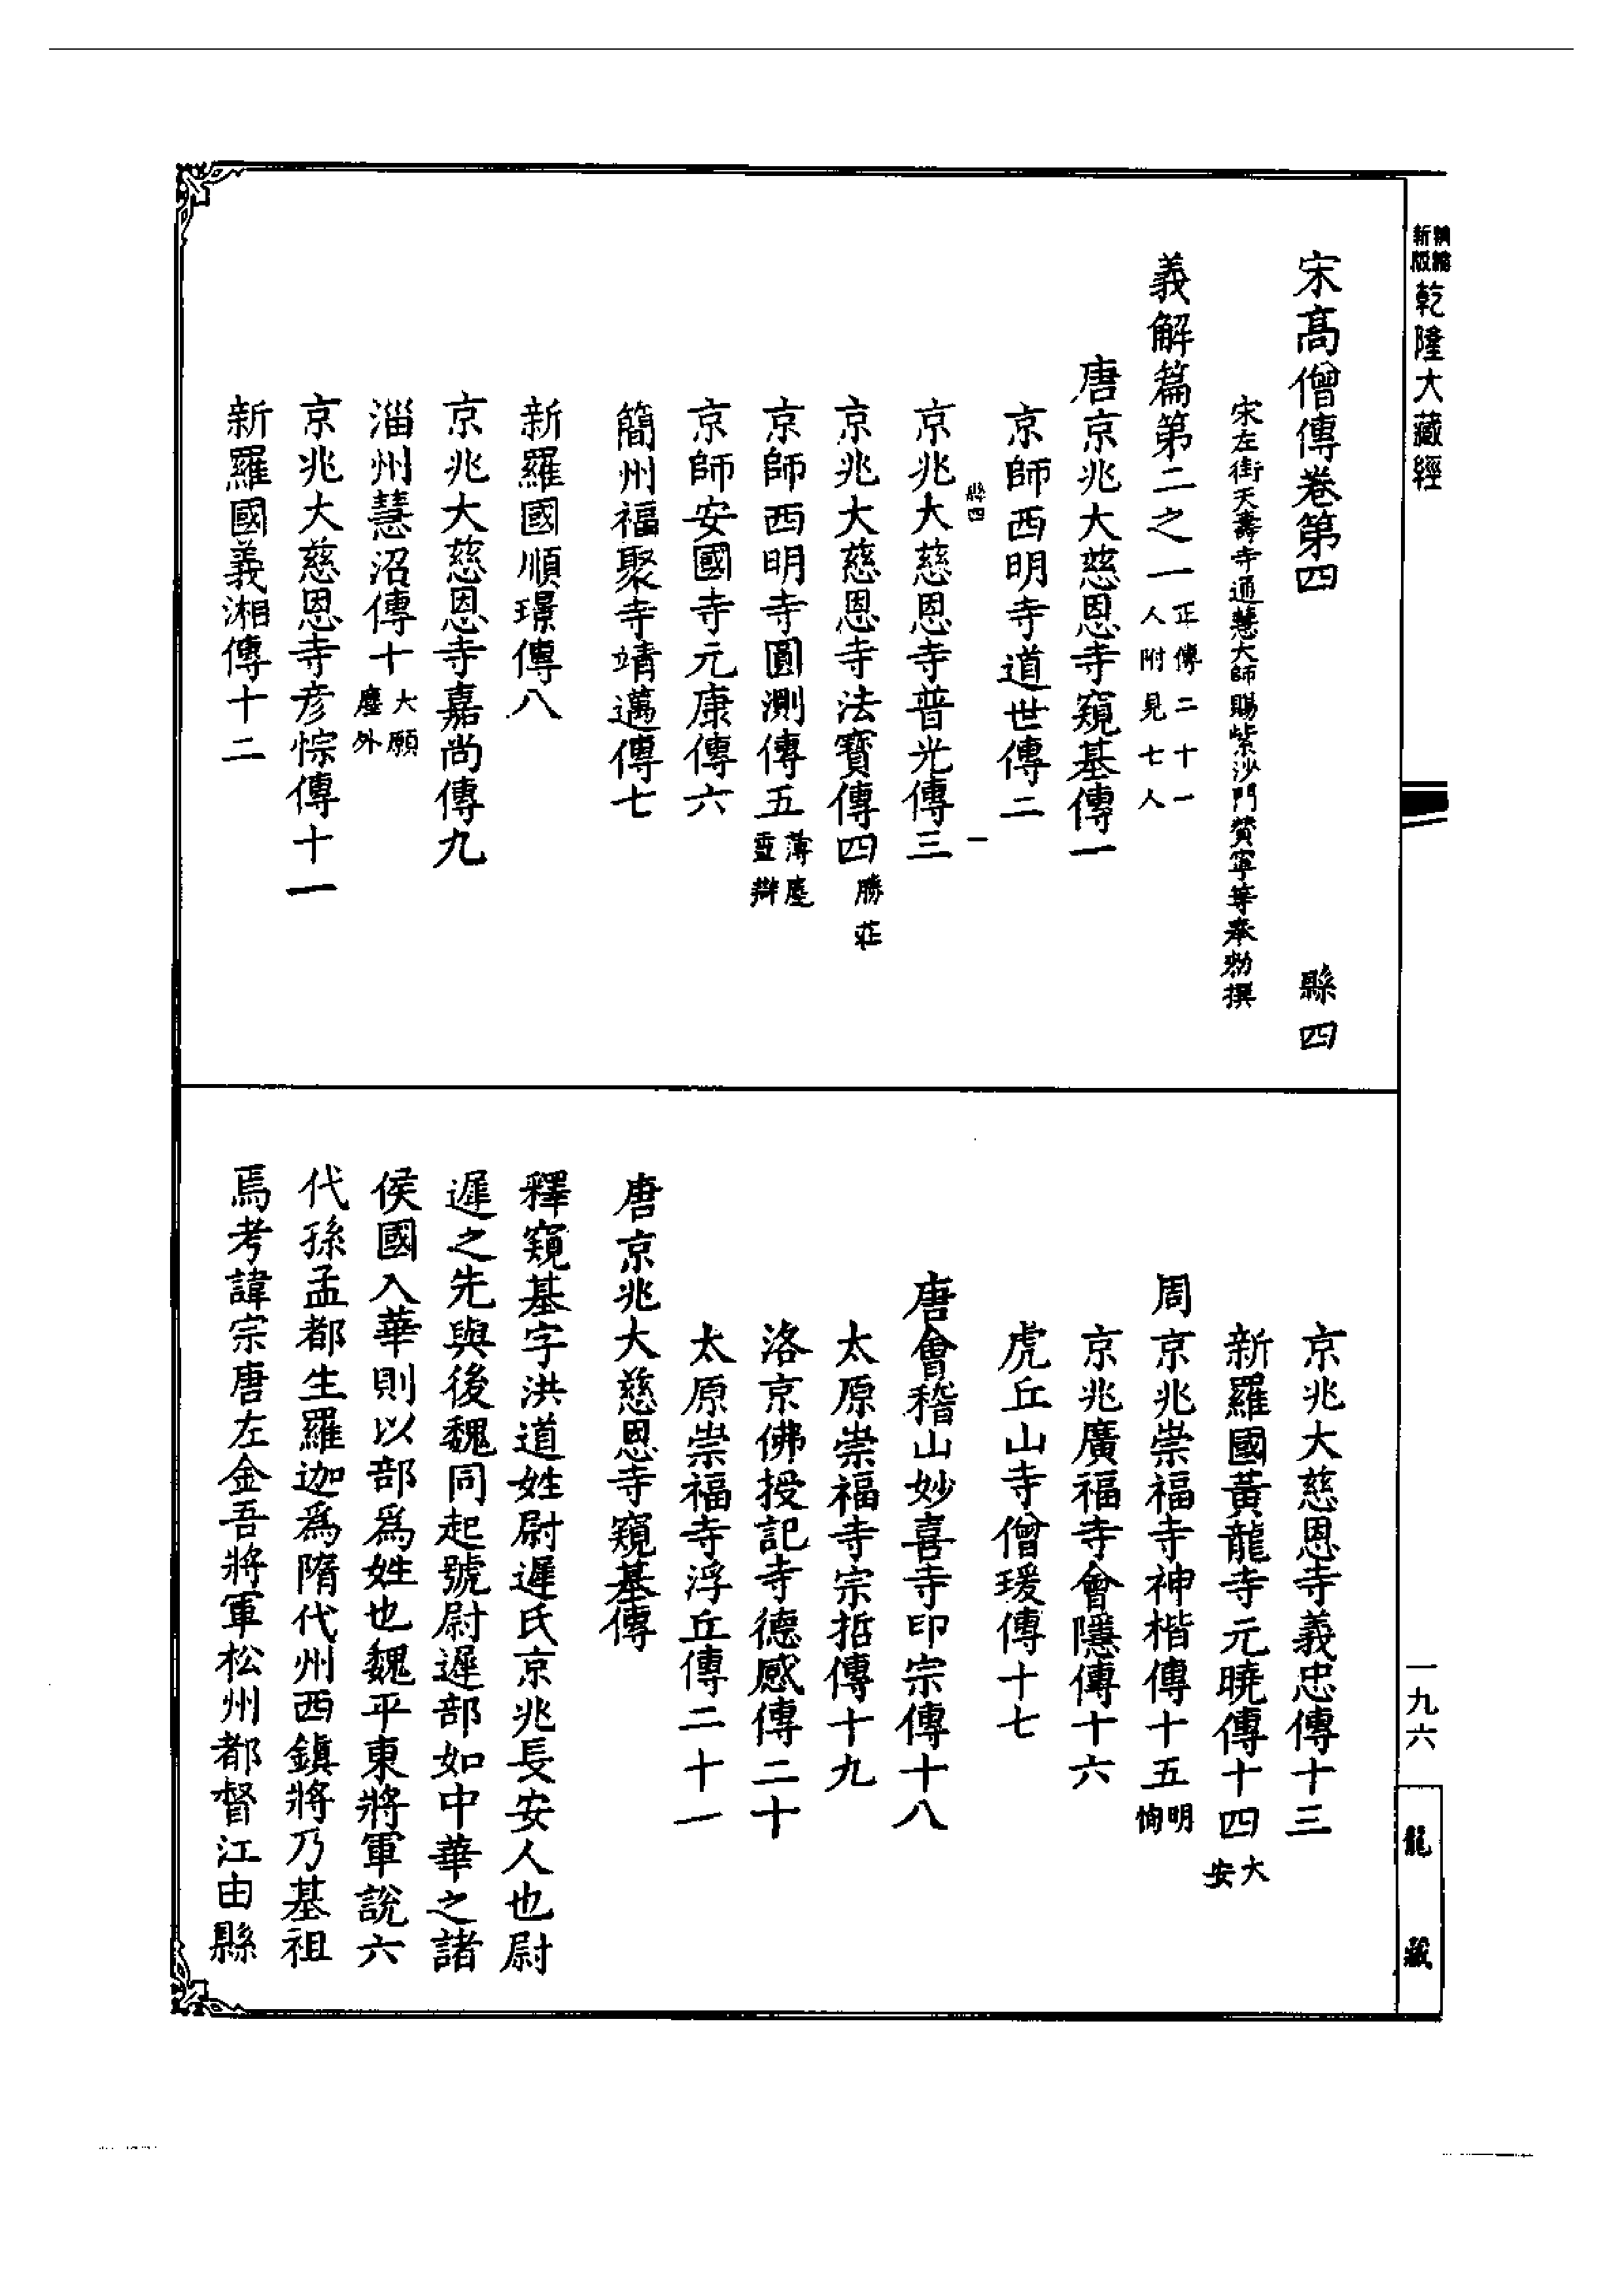 精縮新版乾隆大藏經
宋高僧傳卷第四 縣四
宋左街天壽寺通慧大師賜紫沙門贊寧等奉勅撰
義解篇第二之一 正傳二十一人附見七人
唐京兆大慈恩寺窺基傳一
京師西明寺道世傳二
縣四 一
京兆大慈恩寺普光傳三
京兆大慈恩寺法寶傳四 勝莊
京師西明寺圓測傳五 薄塵靈辯
京師安國寺元康傳六
簡州福聚寺靖邁傳七
新羅國順璟傳八
京兆大慈恩寺嘉尚傳九
淄州慧沼傳十 大願塵外
京兆大慈恩寺彥悰傳十一
新羅國義湘傳十二
京兆大慈恩寺義忠傳十三
新羅國黃龍寺元曉傳十四 大安
周京兆崇福寺神楷傳十五 明恂
京兆廣福寺會隱傳十六
虎丘山寺僧瑗傳十七
唐會稽山妙喜寺印宗傳十八
太原崇福寺宗哲傳十九
洛京佛授記寺德感傳二十
太原崇福寺浮丘傳二十一
唐京兆大慈恩寺窺基傳
釋窺基字洪道姓尉遲氏京兆長安人也尉
遲之先與後魏同起號尉遲部如中華之諸
侯國入華則以部爲姓也魏平東將軍說六
代孫孟都生羅迦爲隋代州西鎭將乃基祖
焉考諱宗唐左金吾將軍松州都督江由縣
一九六
龍藏